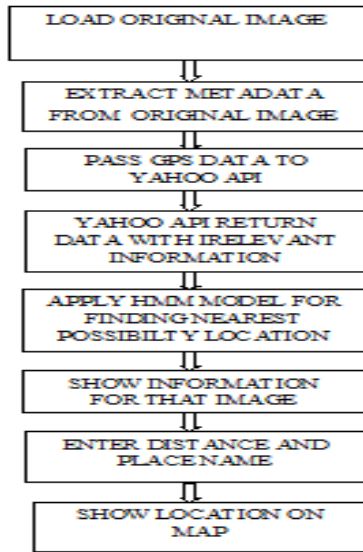 LOAD ORIGINAL IMAGE
EXTRACT METADATA
FROM ORIGINAL IMAGE
PASS GPS DATA TO
YAHOO API
YAHOO API RETURN
DATA WITH IRELEVANT
INFORMATION
APPLY HMM MODEL FOR
FINDING NEAREST
POSSIBILTY LOCATION
SHOW INFORMATION
FOR THAT IMAGE
ENTER DISTANCE AND
PLACE NAME
SHOW LOCATION ON
MAP